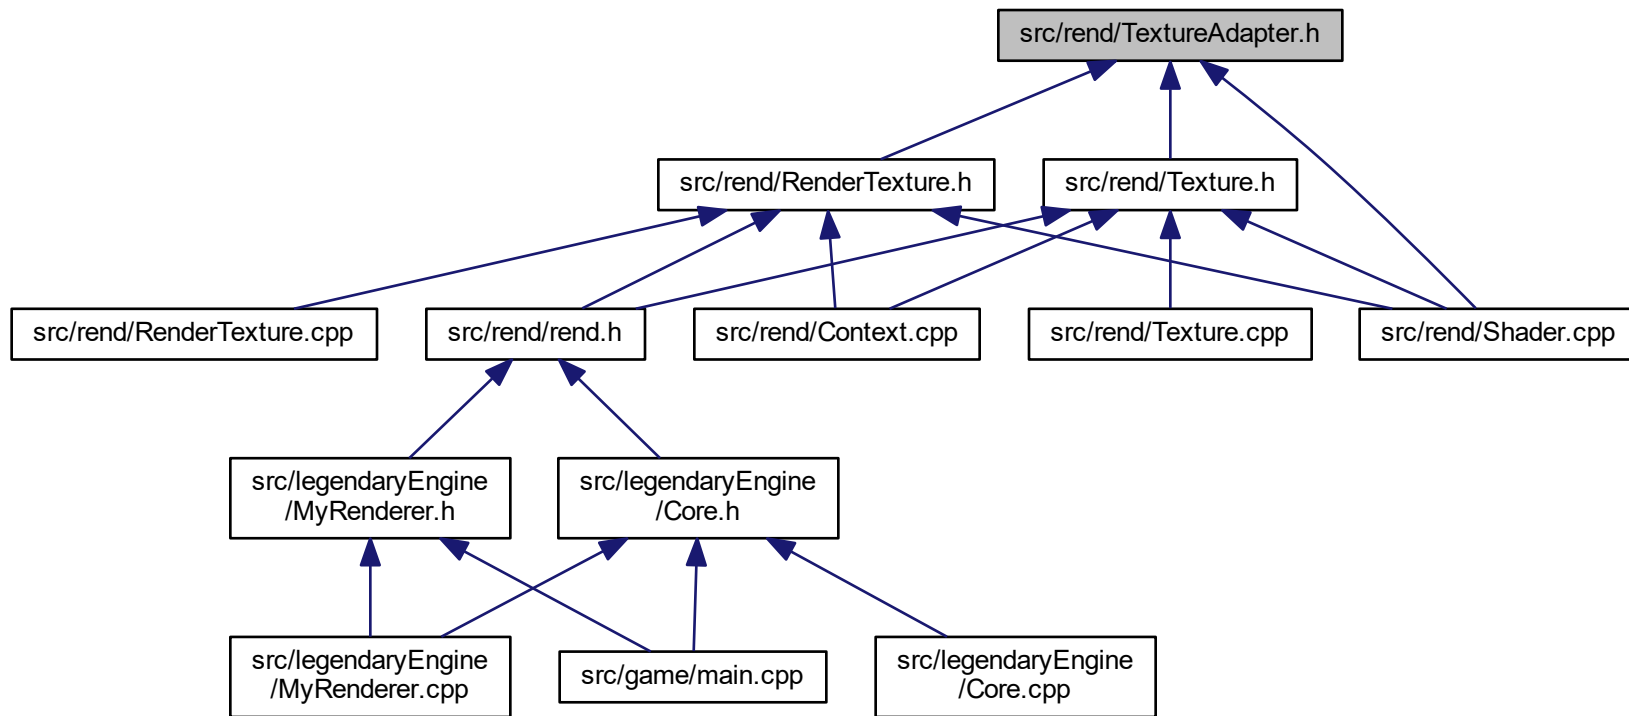 src/rend/TextureAdapter.h
src/rend/RenderTexture.h
src/rend/Texture.h
src/rend/RenderTexture.cpp
src/rend/rend.h
src/rend/Context.cpp
src/rend/Texture.cpp
src/rend/Shader.cpp
src/legendaryEngine
/MyRenderer.h
src/legendaryEngine
/Core.h
src/legendaryEngine
/MyRenderer.cpp
src/game/main.cpp
src/legendaryEngine
/Core.cpp